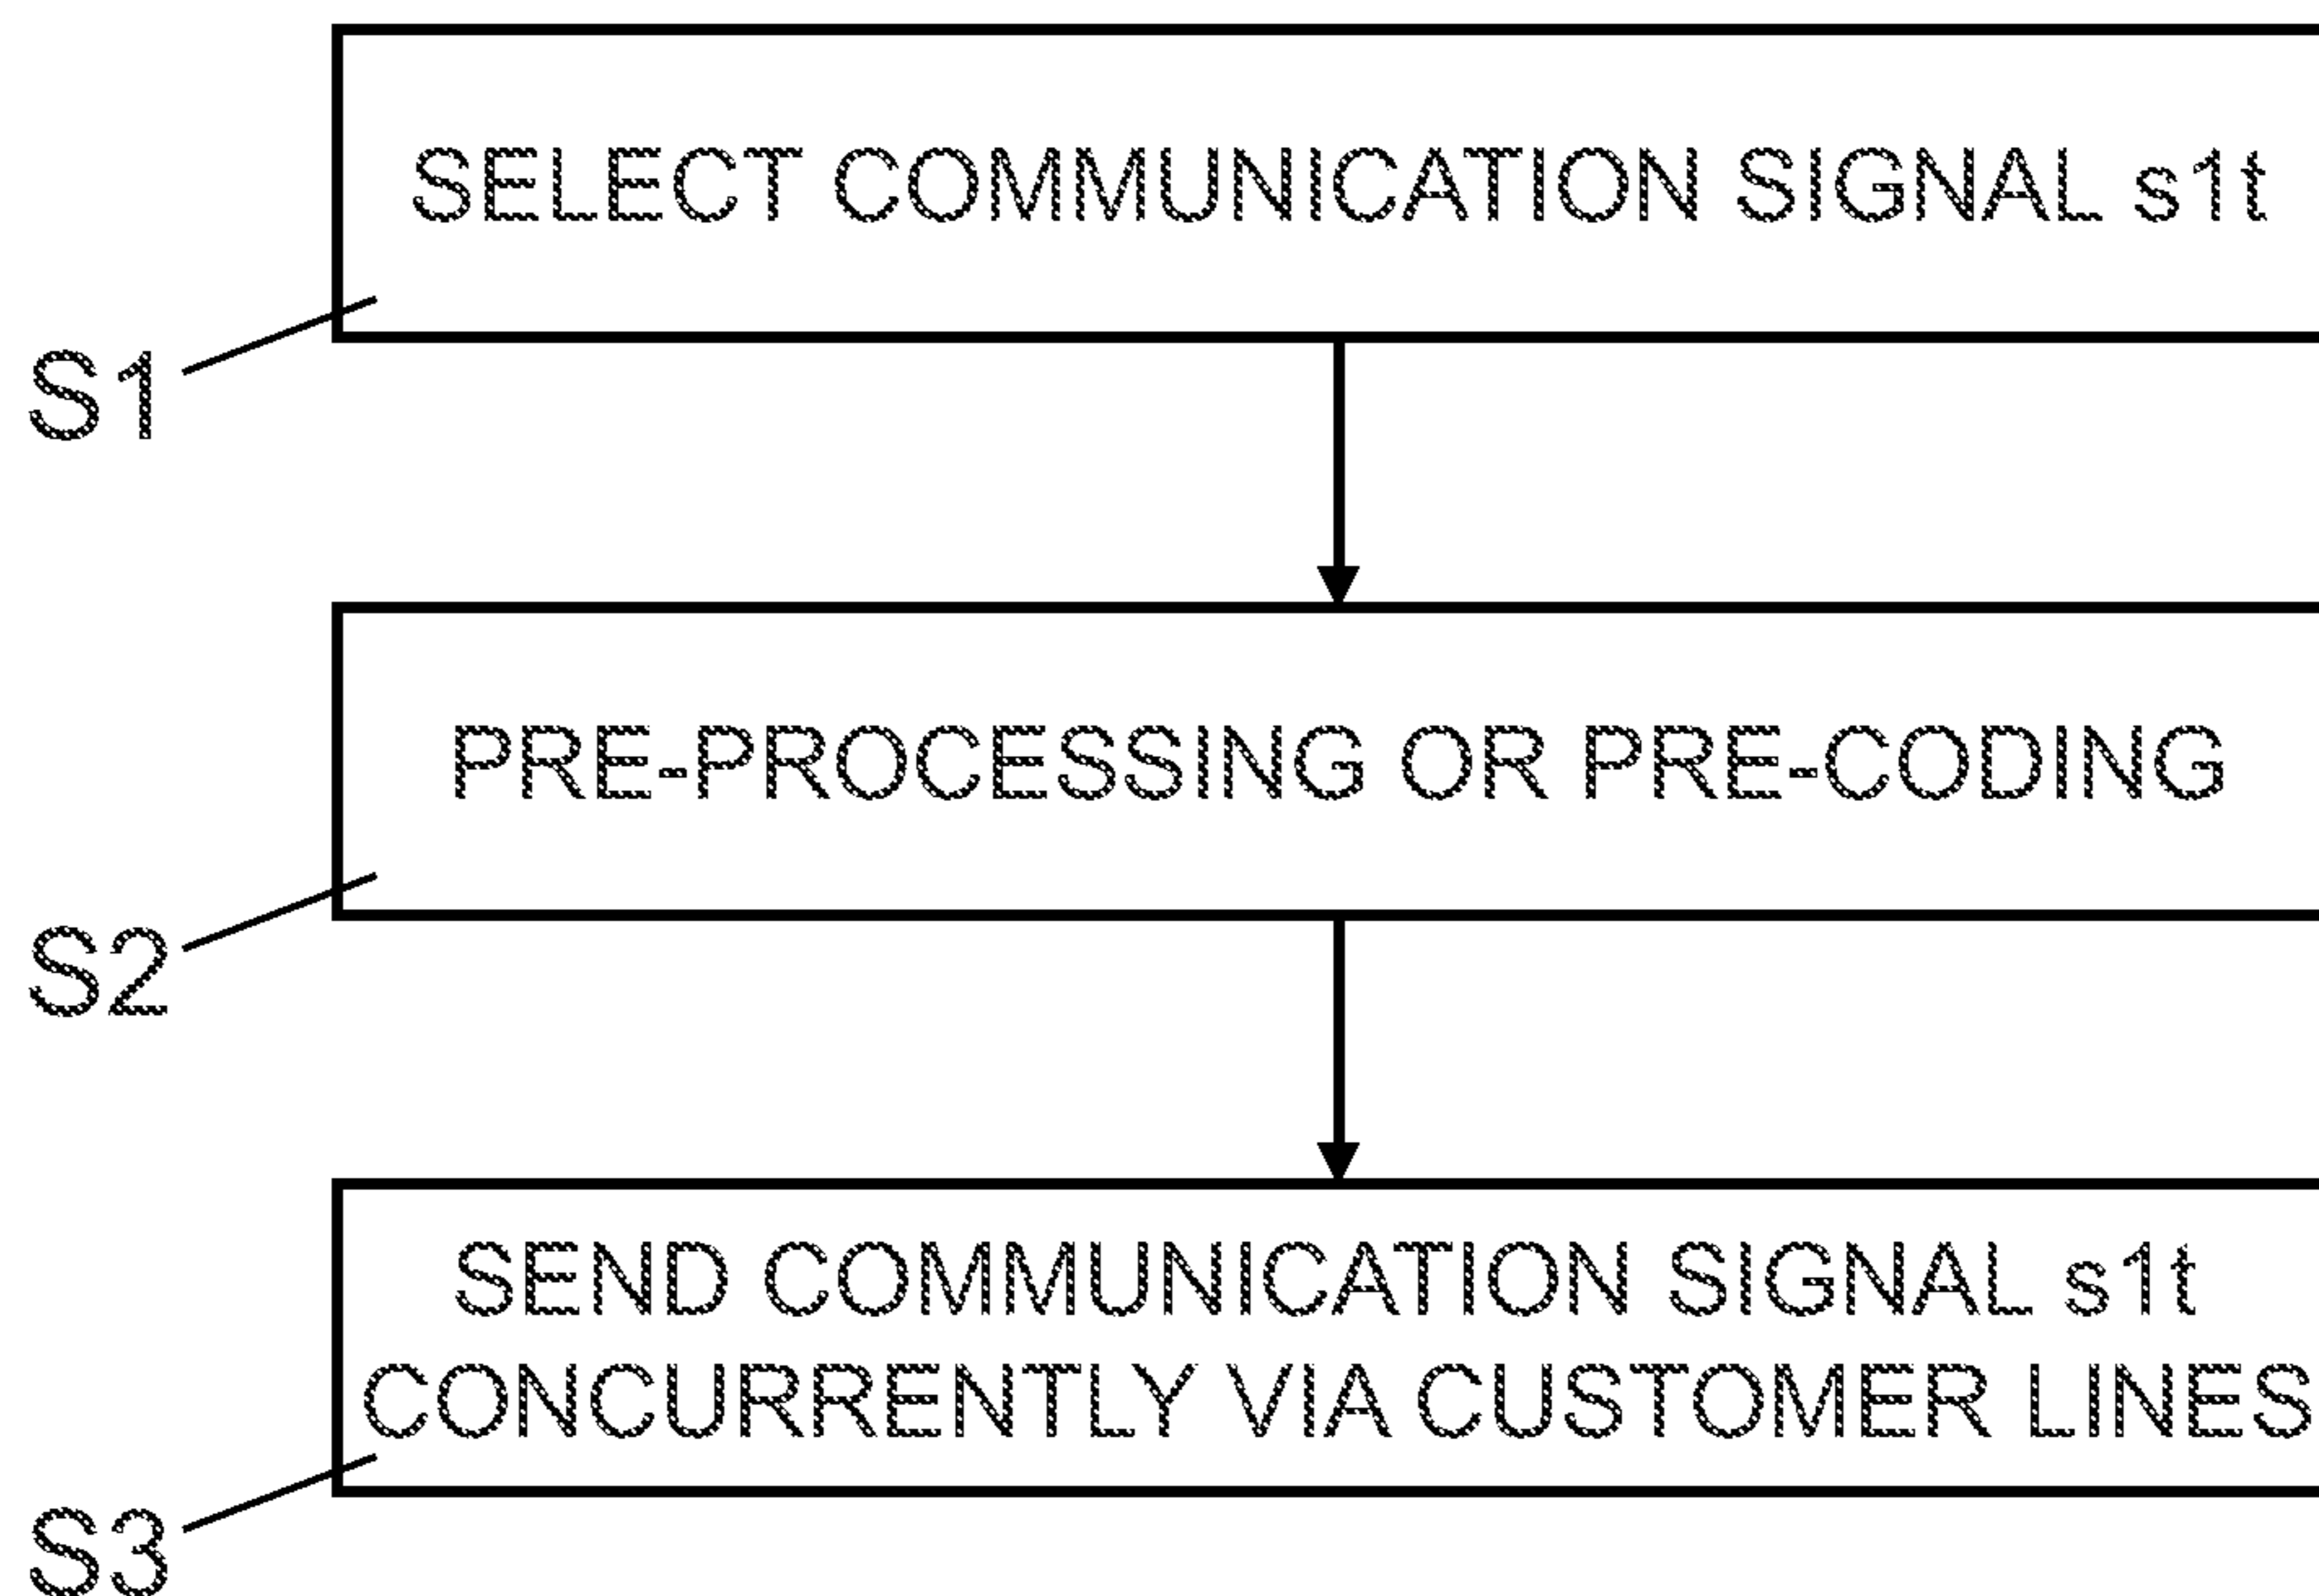 SELECT COMMUNICATION SIGNAL s1t
S1
PRE-PROCESSING OR PRE-CODING
S2
SEND COMMUNICATION SIGNAL s1t
CONCURRENTLY VIA CUSTOMER LINES
S3